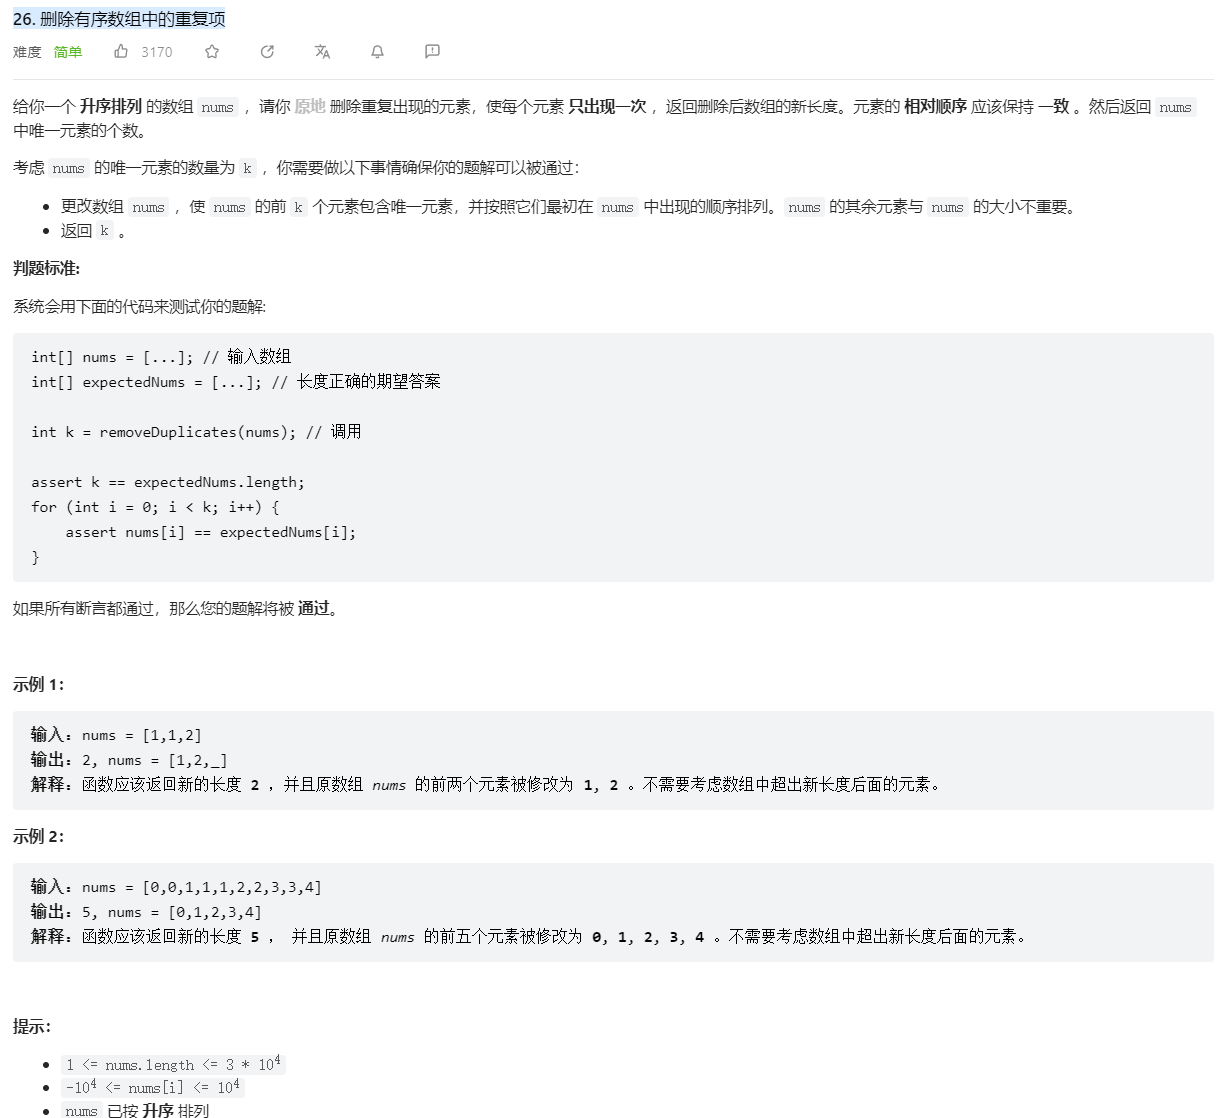 26. 删除有序数组中的重复项
难度 简单 3170
给你一个 升序排列 的数组 nums ，请你 原地 删除重复出现的元素，使每个元素 只出现一次 ，返回删除后数组的新长度。元素的 相对顺序 应该保持 一致 。然后返回 nums
中唯一元素的个数。
考虑 nums 的唯一元素的数量为 k ，你需要做以下事情确保你的题解可以被通过：
更改数组 nums ，使 nums 的前 k 个元素包含唯一元素，并按照它们最初在 nums 中出现的顺序排列。nums 的其余元素与 nums 的大小不重要。
返回 k 。
判题标准:
系统会用下面的代码来测试你的题解:
int[] nums = [...]; // 输入数组
int[] expectedNums = [...]; // 长度正确的期望答案
int k = removeDuplicates(nums); // 调用
assert k == expectedNums.length;
for (int i = 0; i < k; i++) {
    assert nums[i] == expectedNums[i];
}
如果所有断言都通过，那么您的题解将被 通过。
示例 1：
输入：nums = [1,1,2]
输出：2, nums = [1,2,_]
解释：函数应该返回新的长度 2 ，并且原数组 nums 的前两个元素被修改为 1, 2 。不需要考虑数组中超出新长度后面的元素。
示例 2：
输入：nums = [0,0,1,1,1,2,2,3,3,4]
输出：5, nums = [0,1,2,3,4]
解释：函数应该返回新的长度 5 ， 并且原数组 nums 的前五个元素被修改为 0, 1, 2, 3, 4 。不需要考虑数组中超出新长度后面的元素。
提示：
1 <= nums.length <= 3 * 10⁴
-10⁴ <= nums[i] <= 10⁴
nums 已按 升序 排列